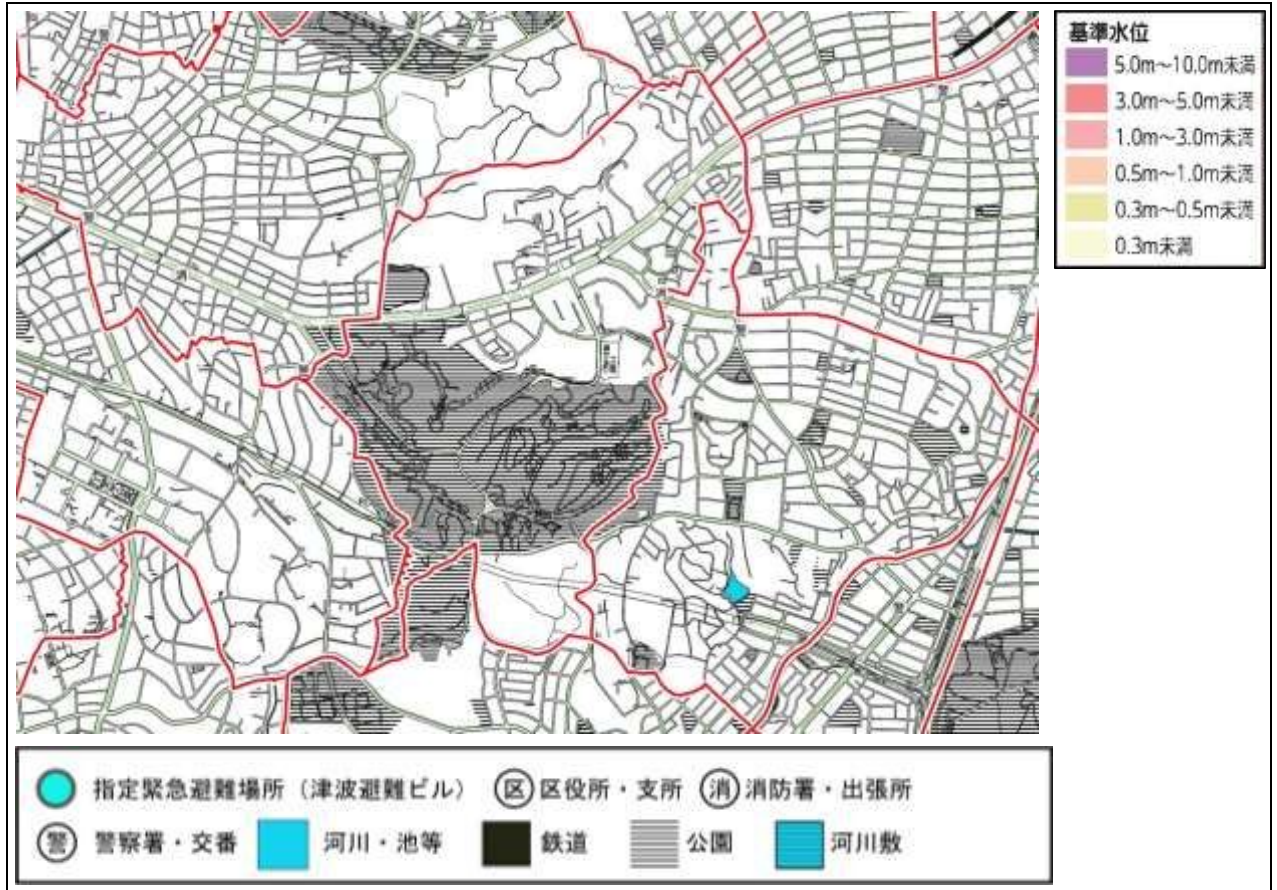 基準水位
5.0m~10.0m未満
3.0m~5.0m未満
1.0m~3.0m未満
0.5m~1.0m未満
0.3m~0.5m未満
0.3m未満
消
指定緊急避難場所（津波避難ビル） 区 区役所・支所 消 消防署・出張所
警 警察署・交番 河川・池等 鉄道 公園 河川敷